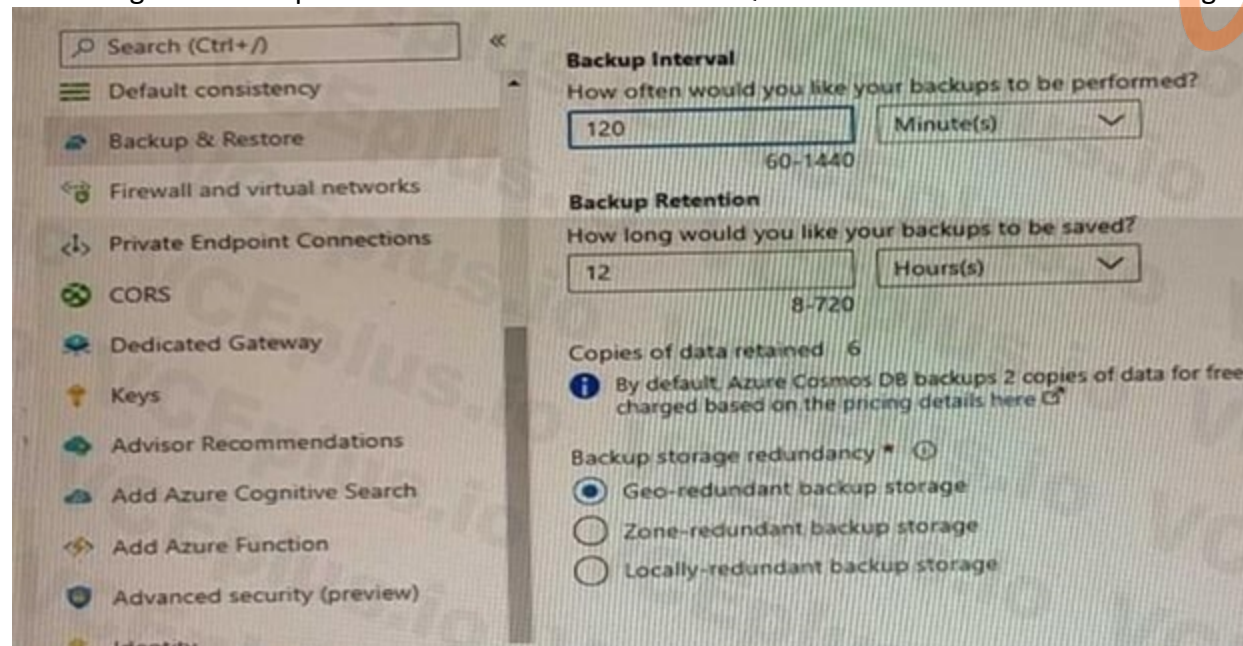 Search (Ctrl+/)
«
Default consistency
Backup & Restore
Firewall and virtual networks
Private Endpoint Connections
CORS
Dedicated Gateway
Keys
Advisor Recommendations
Add Azure Cognitive Search
Add Azure Function
Advanced security (preview)
Identity
Backup Interval
How often would you like your backups to be performed?
120
Minute(s)
60-1440
Backup Retention
How long would you like your backups to be saved?
12
Hours(s)
8-720
Copies of data retained 6
By default, Azure Cosmos DB backups 2 copies of data for free
charged based on the pricing details here
Backup storage redundancy *
Geo-redundant backup storage
Zone-redundant backup storage
Locally-redundant backup storage
VCEplus.io